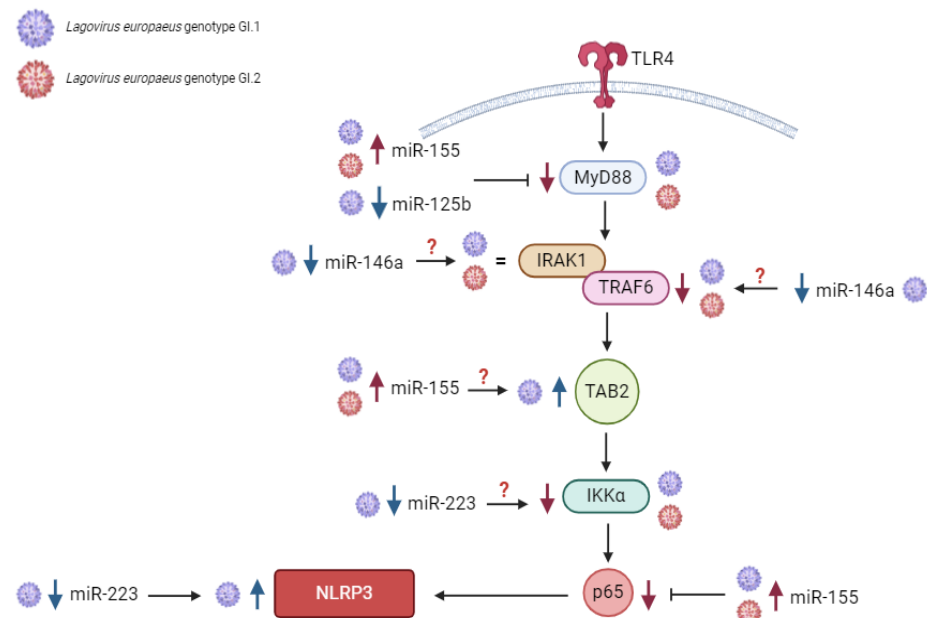 Lagovirus europaeus genotype GI.1
Lagovirus europaeus genotype GI.2
TLR4
miR-155
MyD88
miR-125b
miR-146a
?
=
IRAK1
TRAF6
?
miR-146a
miR-155
?
TAB2
miR-223
?
IKKα
miR-223
NLRP3
p65
miR-155